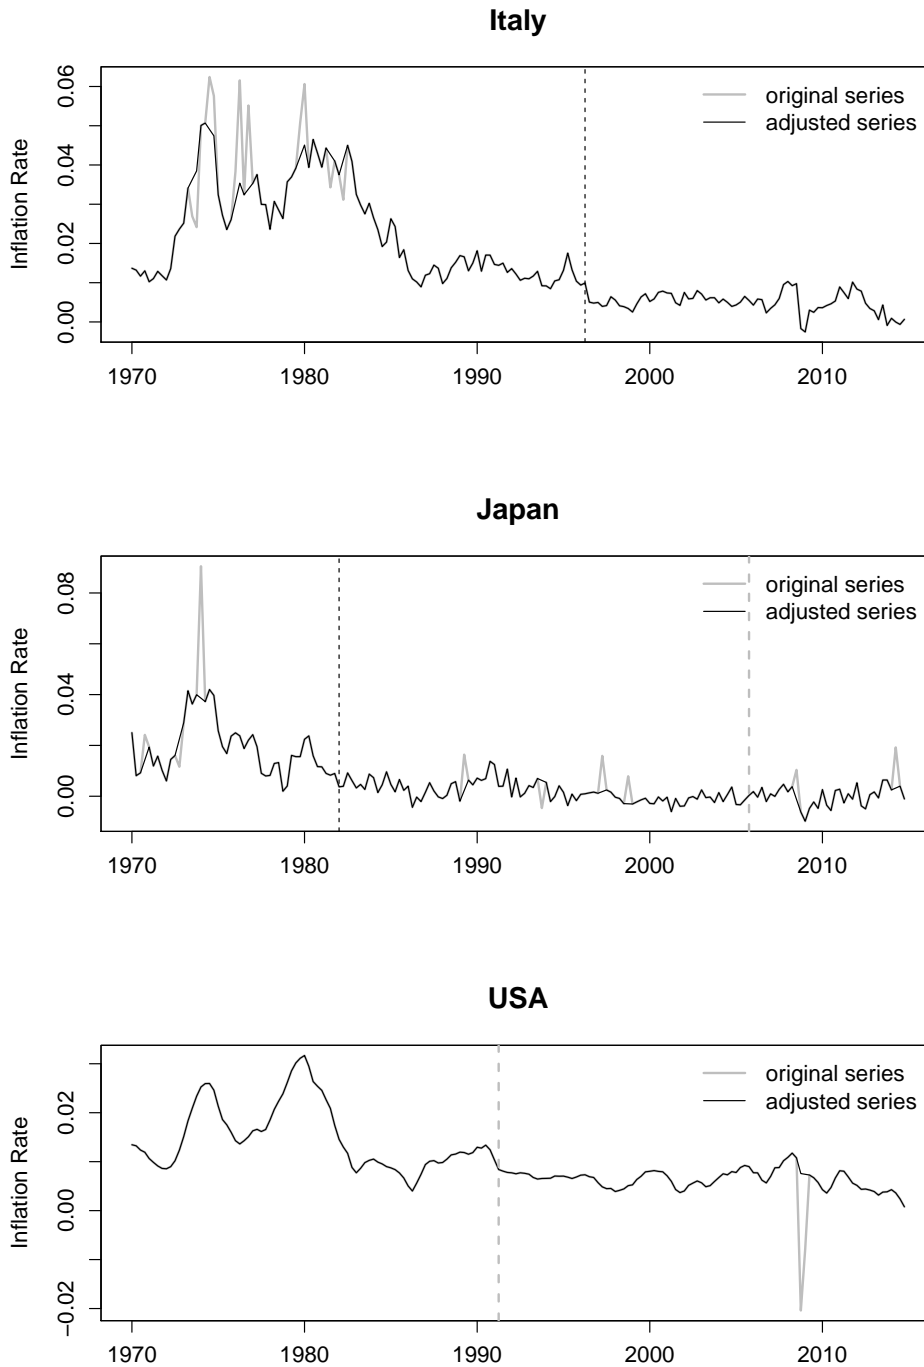 Italy
original series
adjusted series
Inflation Rate
0.00
0.02
0.04
0.06
1970
1980
1990
2000
2010
Japan
original series
adjusted series
Inflation Rate
0.00
0.04
0.08
1970
1980
1990
2000
2010
USA
original series
adjusted series
Inflation Rate
−0.02
0.00
0.02
1970
1980
1990
2000
2010